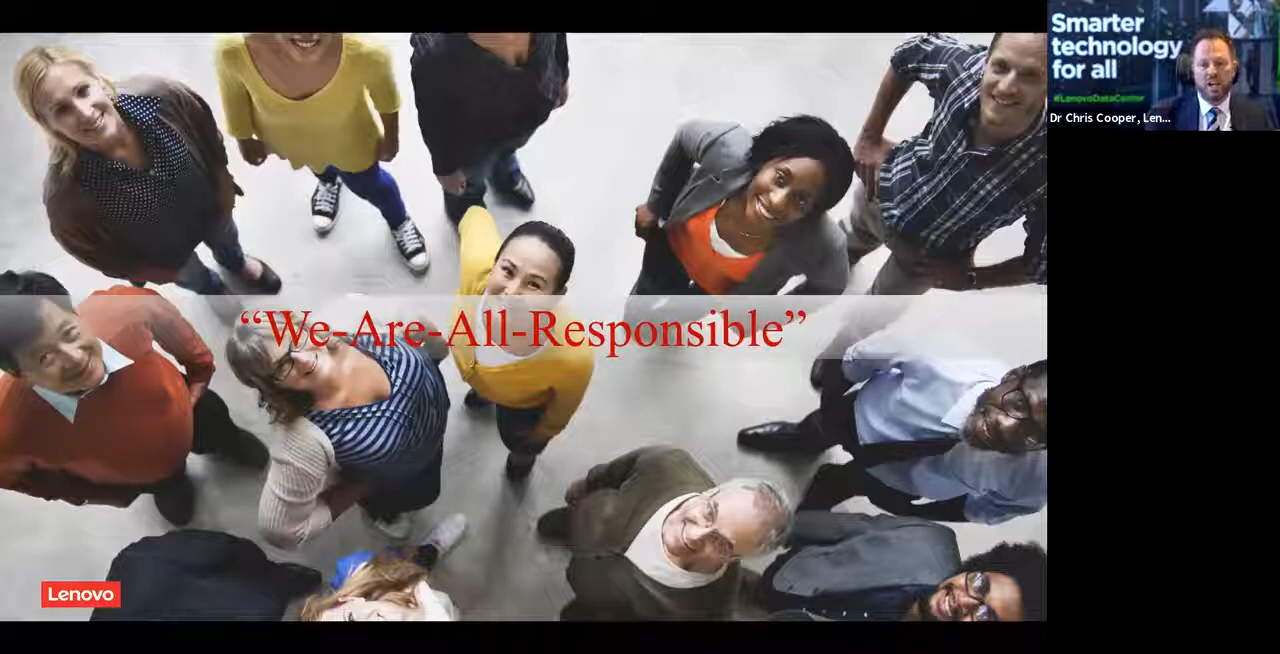 “We-Are-All-Responsible”
Lenovo
Smarter
technology
for all
#LenovoDataCenter
Dr Chris Cooper, Len...